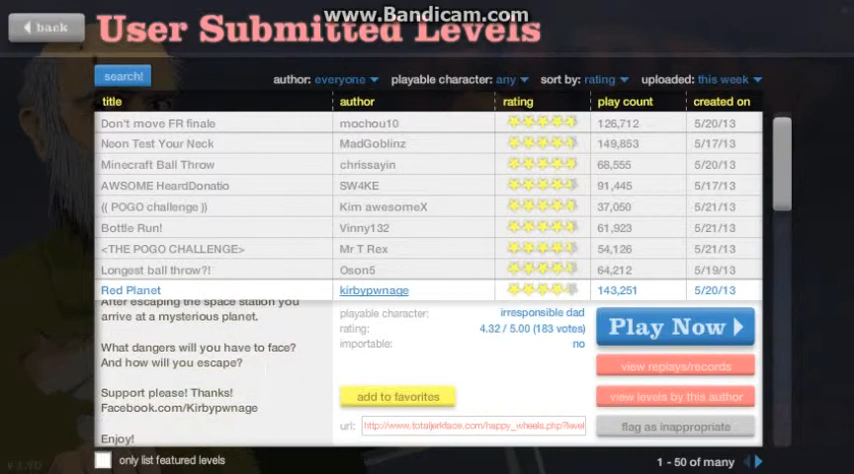 www.Bandicam.com
back
User Submitted Levels
search!
author: everyone playable character: any sort by: rating uploaded: this week
title author rating play count created on
Don't move FR finale mochou10 126,712 5/20/13
Neon Test Your Neck MadGoblinz 149,853 5/17/13
Minecraft Ball Throw chrissayin 68,555 5/20/13
AWSOME HeardDonatio SW4KE 91,445 5/17/13
(( POGO challenge )) Kim awesomeX 37,050 5/21/13
Bottle Run! Vinny132 61,923 5/21/13
<THE POGO CHALLENGE> Mr T Rex 54,126 5/21/13
Longest ball throw?! Oson5 64,212 5/19/13
Red Planet kirbypwnage 143,251 5/20/13
After escaping the space station you
arrive at a mysterious planet.
What dangers will you have to face?
And how will you escape?
Support please! Thanks!
Facebook.com/Kirbypwnage
Enjoy!
playable character: irresponsible dad
rating: 4.32 / 5.00 (183 votes)
importable: no
add to favorites
url: http://www.totaljerkface.com/happy_wheels.php?level
Play Now
view replays/records
view levels by this author
flag as inappropriate
only list featured levels
1 - 50 of many